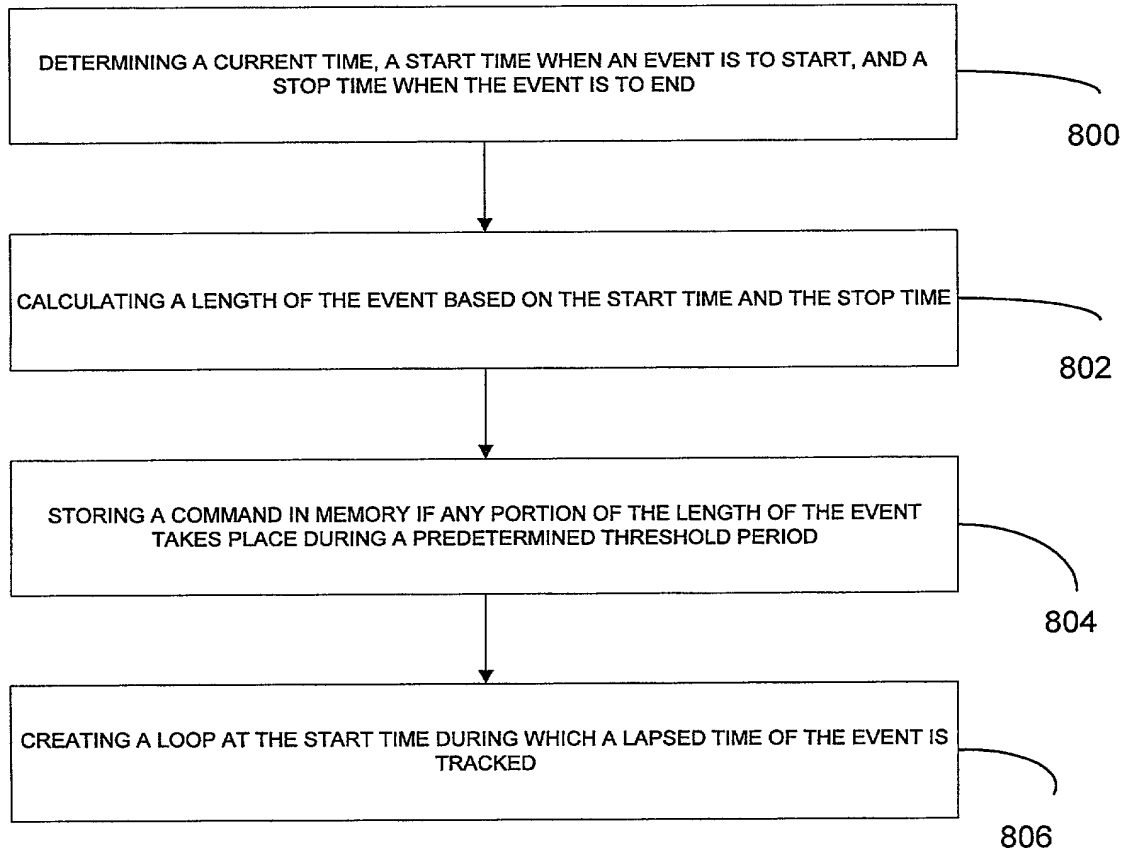 DETERMINING A CURRENT TIME, A START TIME WHEN AN EVENT IS TO START, AND A
STOP TIME WHEN THE EVENT IS TO END
800
CALCULATING A LENGTH OF THE EVENT BASED ON THE START TIME AND THE STOP TIME
802
STORING A COMMAND IN MEMORY IF ANY PORTION OF THE LENGTH OF THE EVENT
TAKES PLACE DURING A PREDETERMINED THRESHOLD PERIOD
804
CREATING A LOOP AT THE START TIME DURING WHICH A LAPSED TIME OF THE EVENT IS
TRACKED
806